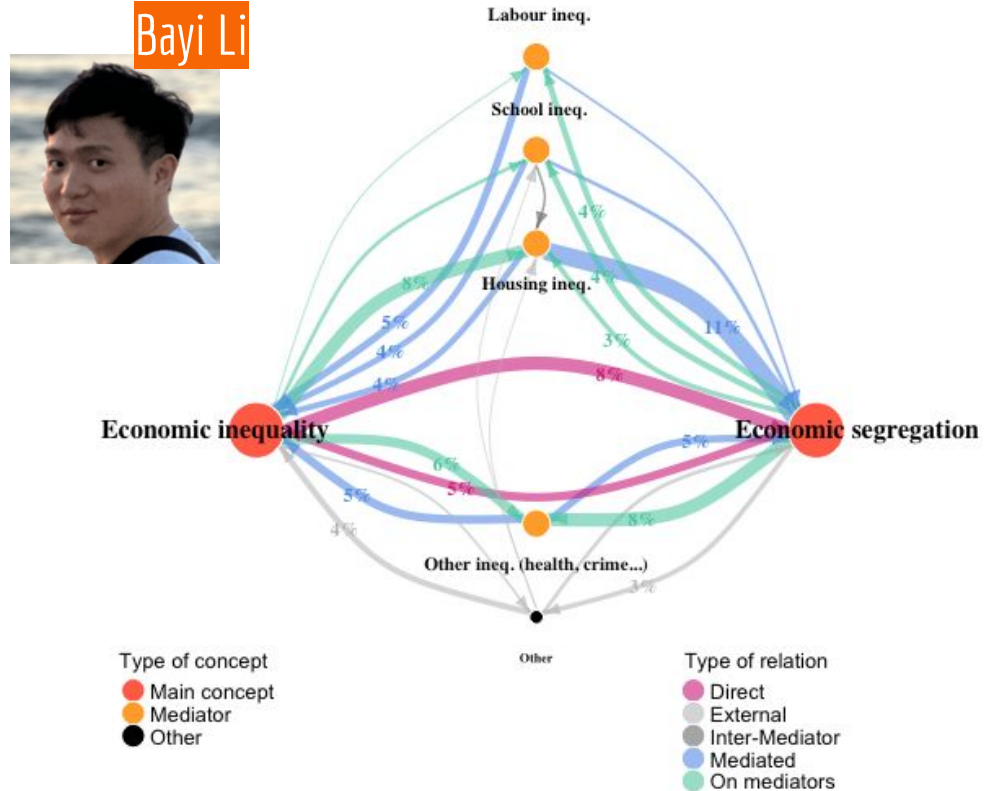 Bayi Li
Labour ineq.
School ineq.
4%
8%
Housing ineq.
4%
5%
11%
4%
3%
4%
8%
Economic inequality
Economic segregation
5%
6%
5%
5%
8%
4%
Other ineq. (health, crime...)
3%
Other
Type of concept
Main concept
Mediator
Other
Type of relation
Direct
External
Inter-Mediator
Mediated
On mediators